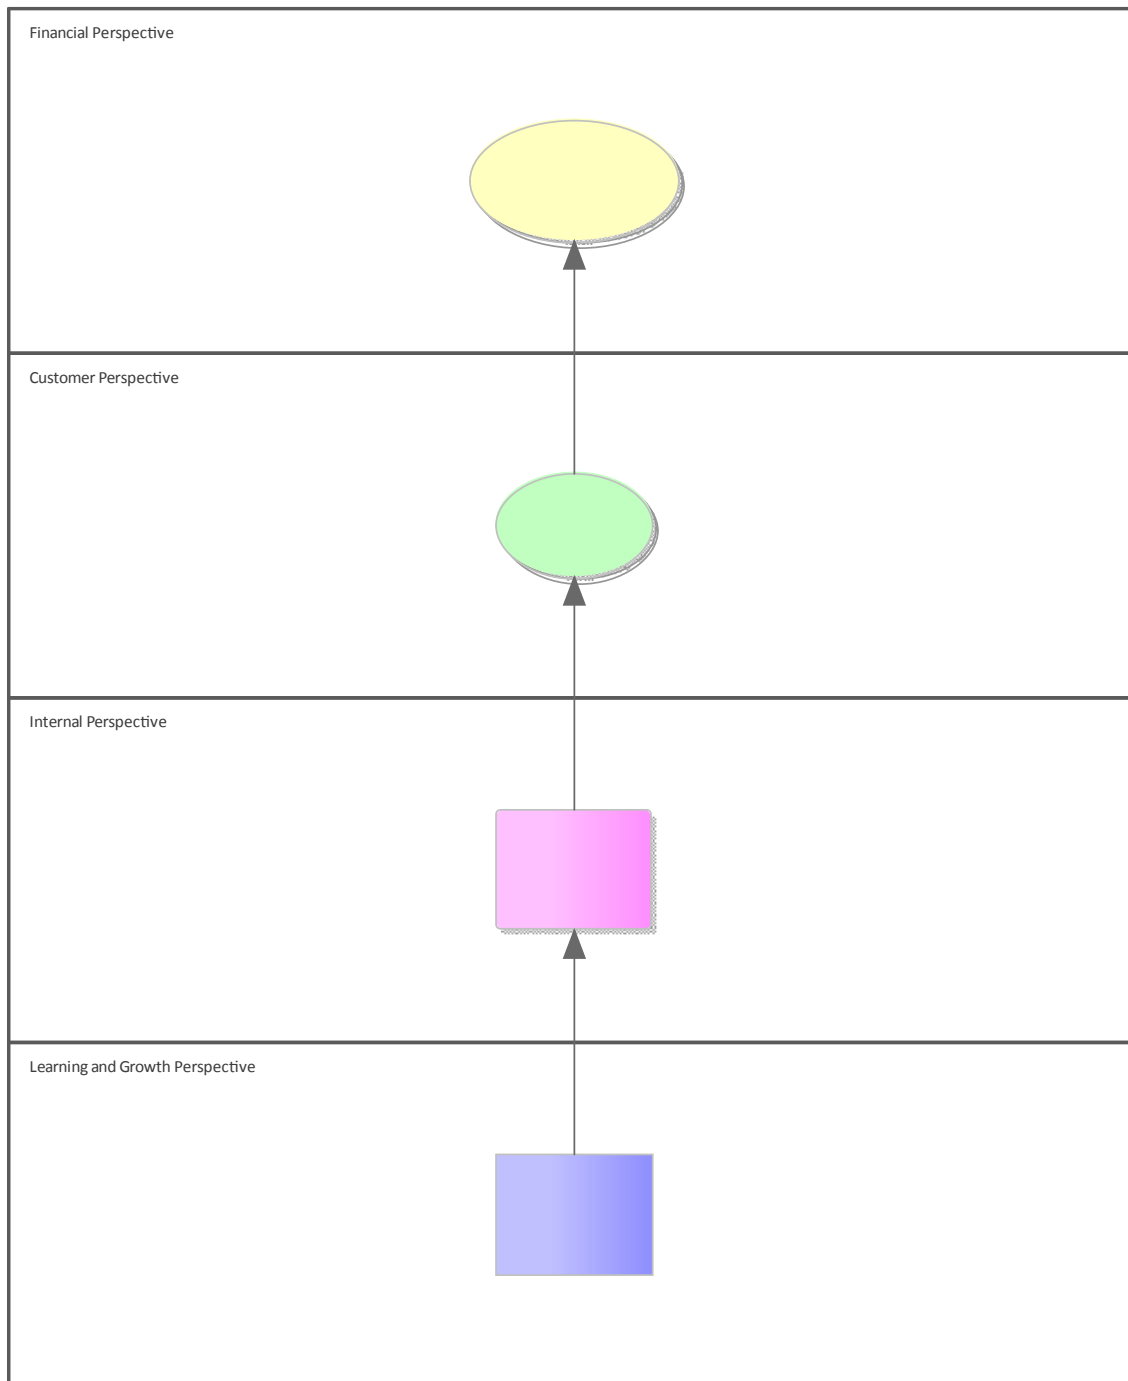 Financial Perspective
Customer Perspective
Internal Perspective
Learning and Growth Perspective